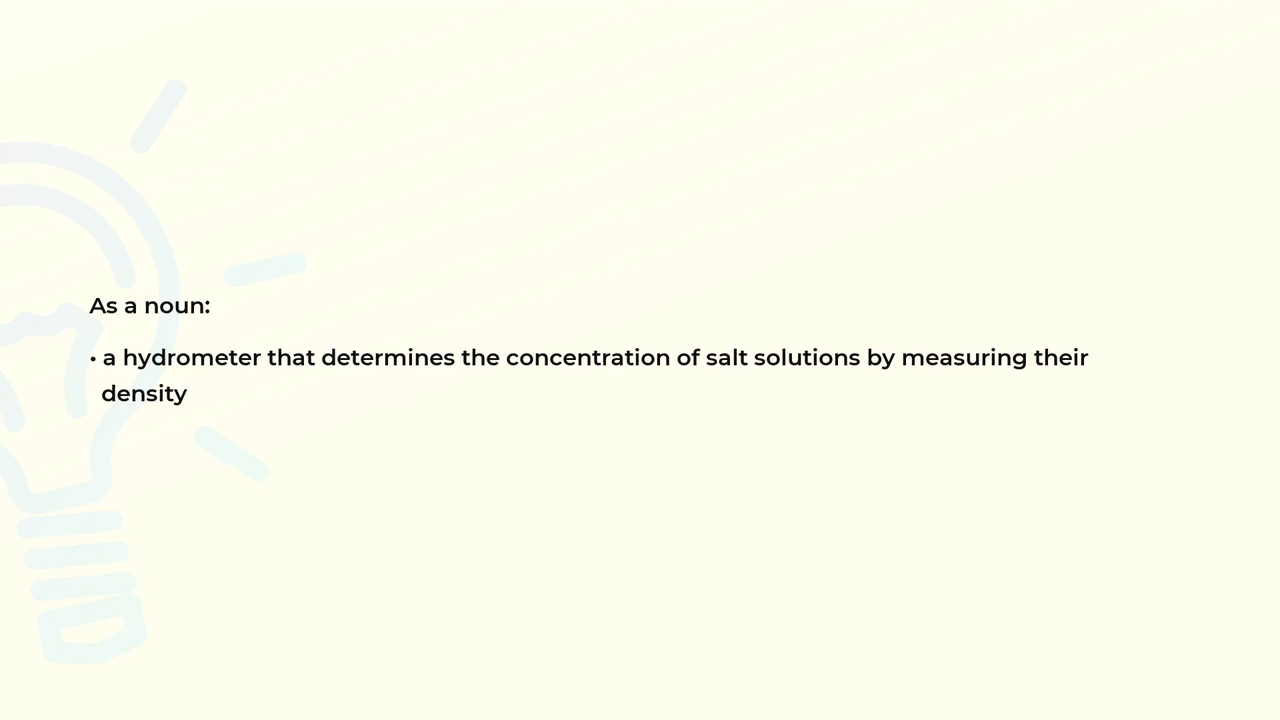 As a noun:
• a hydrometer that determines the concentration of salt solutions by measuring their
density